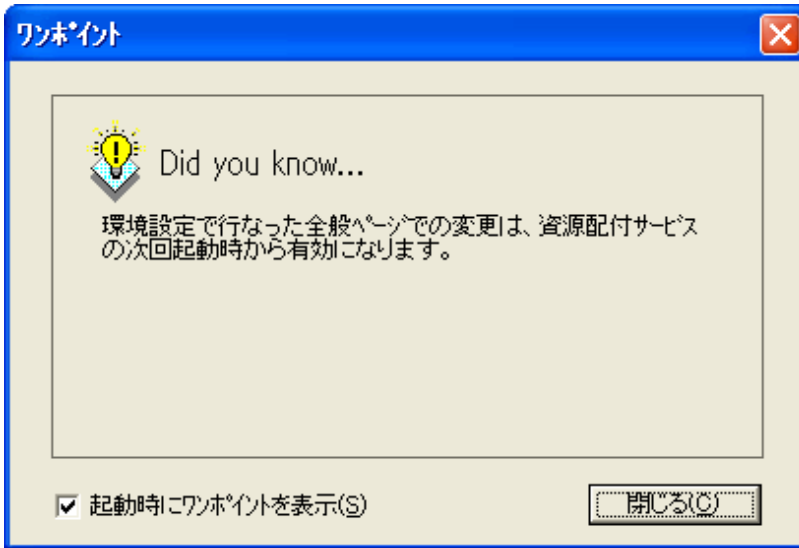 ﾜﾝﾎﾟｲﾝﾄ
Did you know...
環境設定で行なった全般ﾍﾟｰｼﾞでの変更は、資源配付ｻｰﾋﾞｽ
の次回起動時から有効になります。
起動時にﾜﾝﾎﾟｲﾝﾄを表示(S)
閉じる(C)